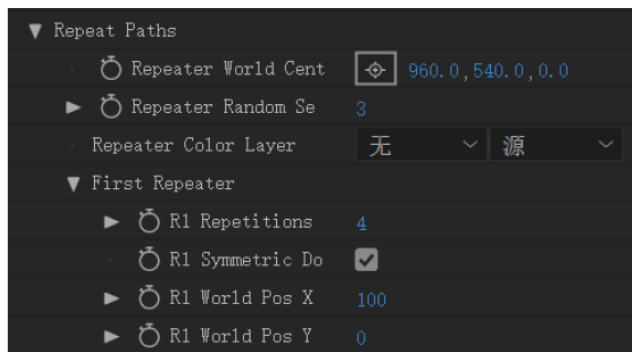 Repeat Paths
Repeater World Cent 960.0,540.0,0.0
Repeater Random Se 3
Repeater Color Layer 无 源
First Repeater
R1 Repetitions 4
R1 Symmetric Do
R1 World Pos X 100
R1 World Pos Y 0